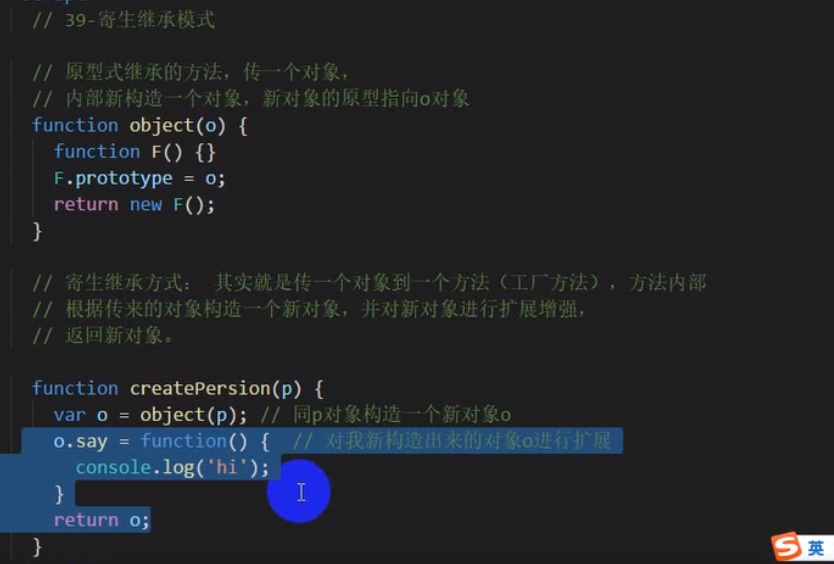 // 39-寄生继承模式
// 原型式继承的方法，传一个对象，
// 内部新构造一个对象，新对象的原型指向o对象
function object(o) {
function F() {}
F.prototype = o;
return new F();
}
// 寄生继承方式： 其实就是传一个对象到一个方法（工厂方法），方法内部
// 根据传来的对象构造一个新对象，并对新对象进行扩展增强，
// 返回新对象。
function createPersion(p) {
var o = object(p); // 同p对象构造一个新对象o
o.say = function() { // 对我新构造出来的对象o进行扩展
console.log('hi');
}
return o;
}
S 英